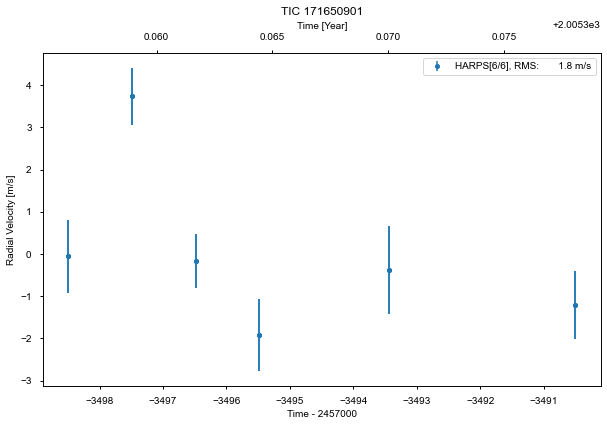 TIC 171650901
Time [Year]
+2.0053e3
0.060 0.065 0.070 0.075
HARPS[6/6], RMS: 1.8 m/s
4
3
2
1
0
−1
−2
−3
Radial Velocity [m/s]
−3498 −3497 −3496 −3495 −3494 −3493 −3492 −3491
Time - 2457000